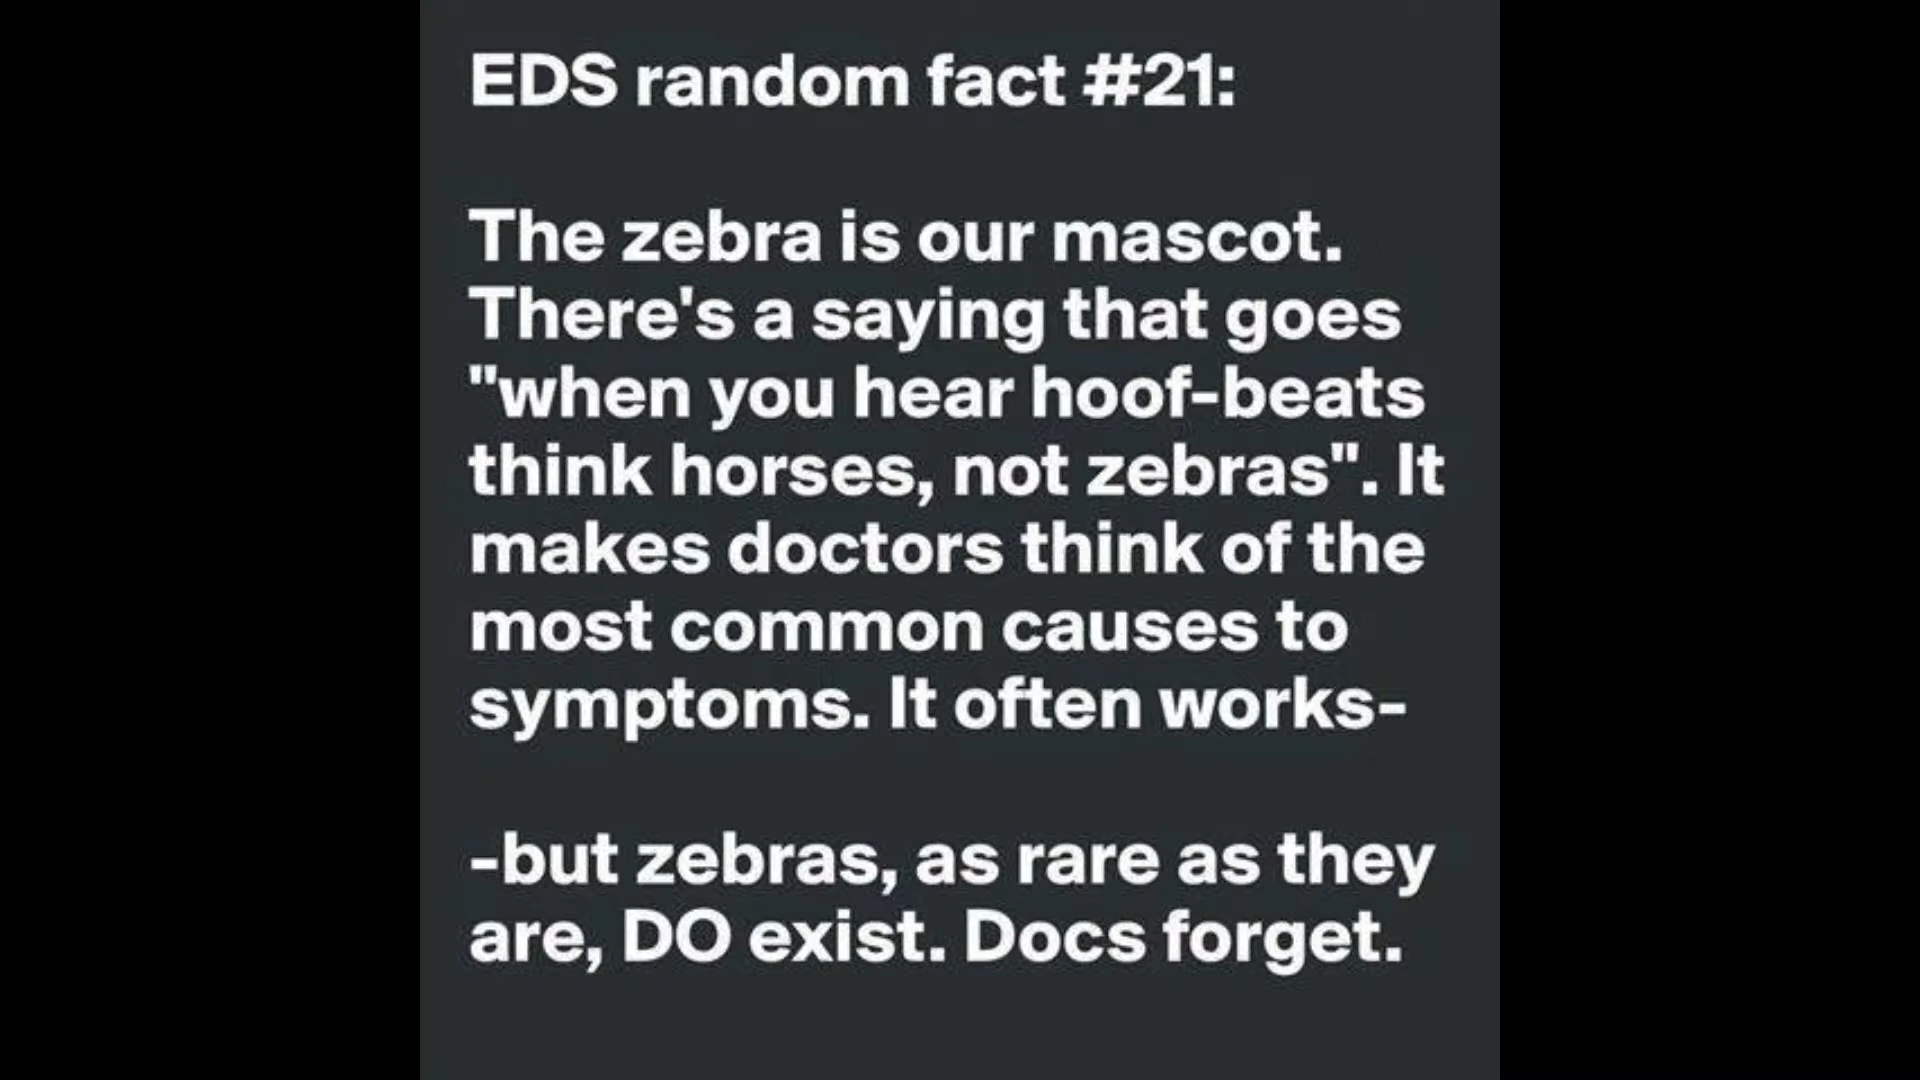 EDS random fact #21:
The zebra is our mascot.
There's a saying that goes
"when you hear hoof-beats
think horses, not zebras". It
makes doctors think of the
most common causes to
symptoms. It often works-
-but zebras, as rare as they
are, DO exist. Docs forget.